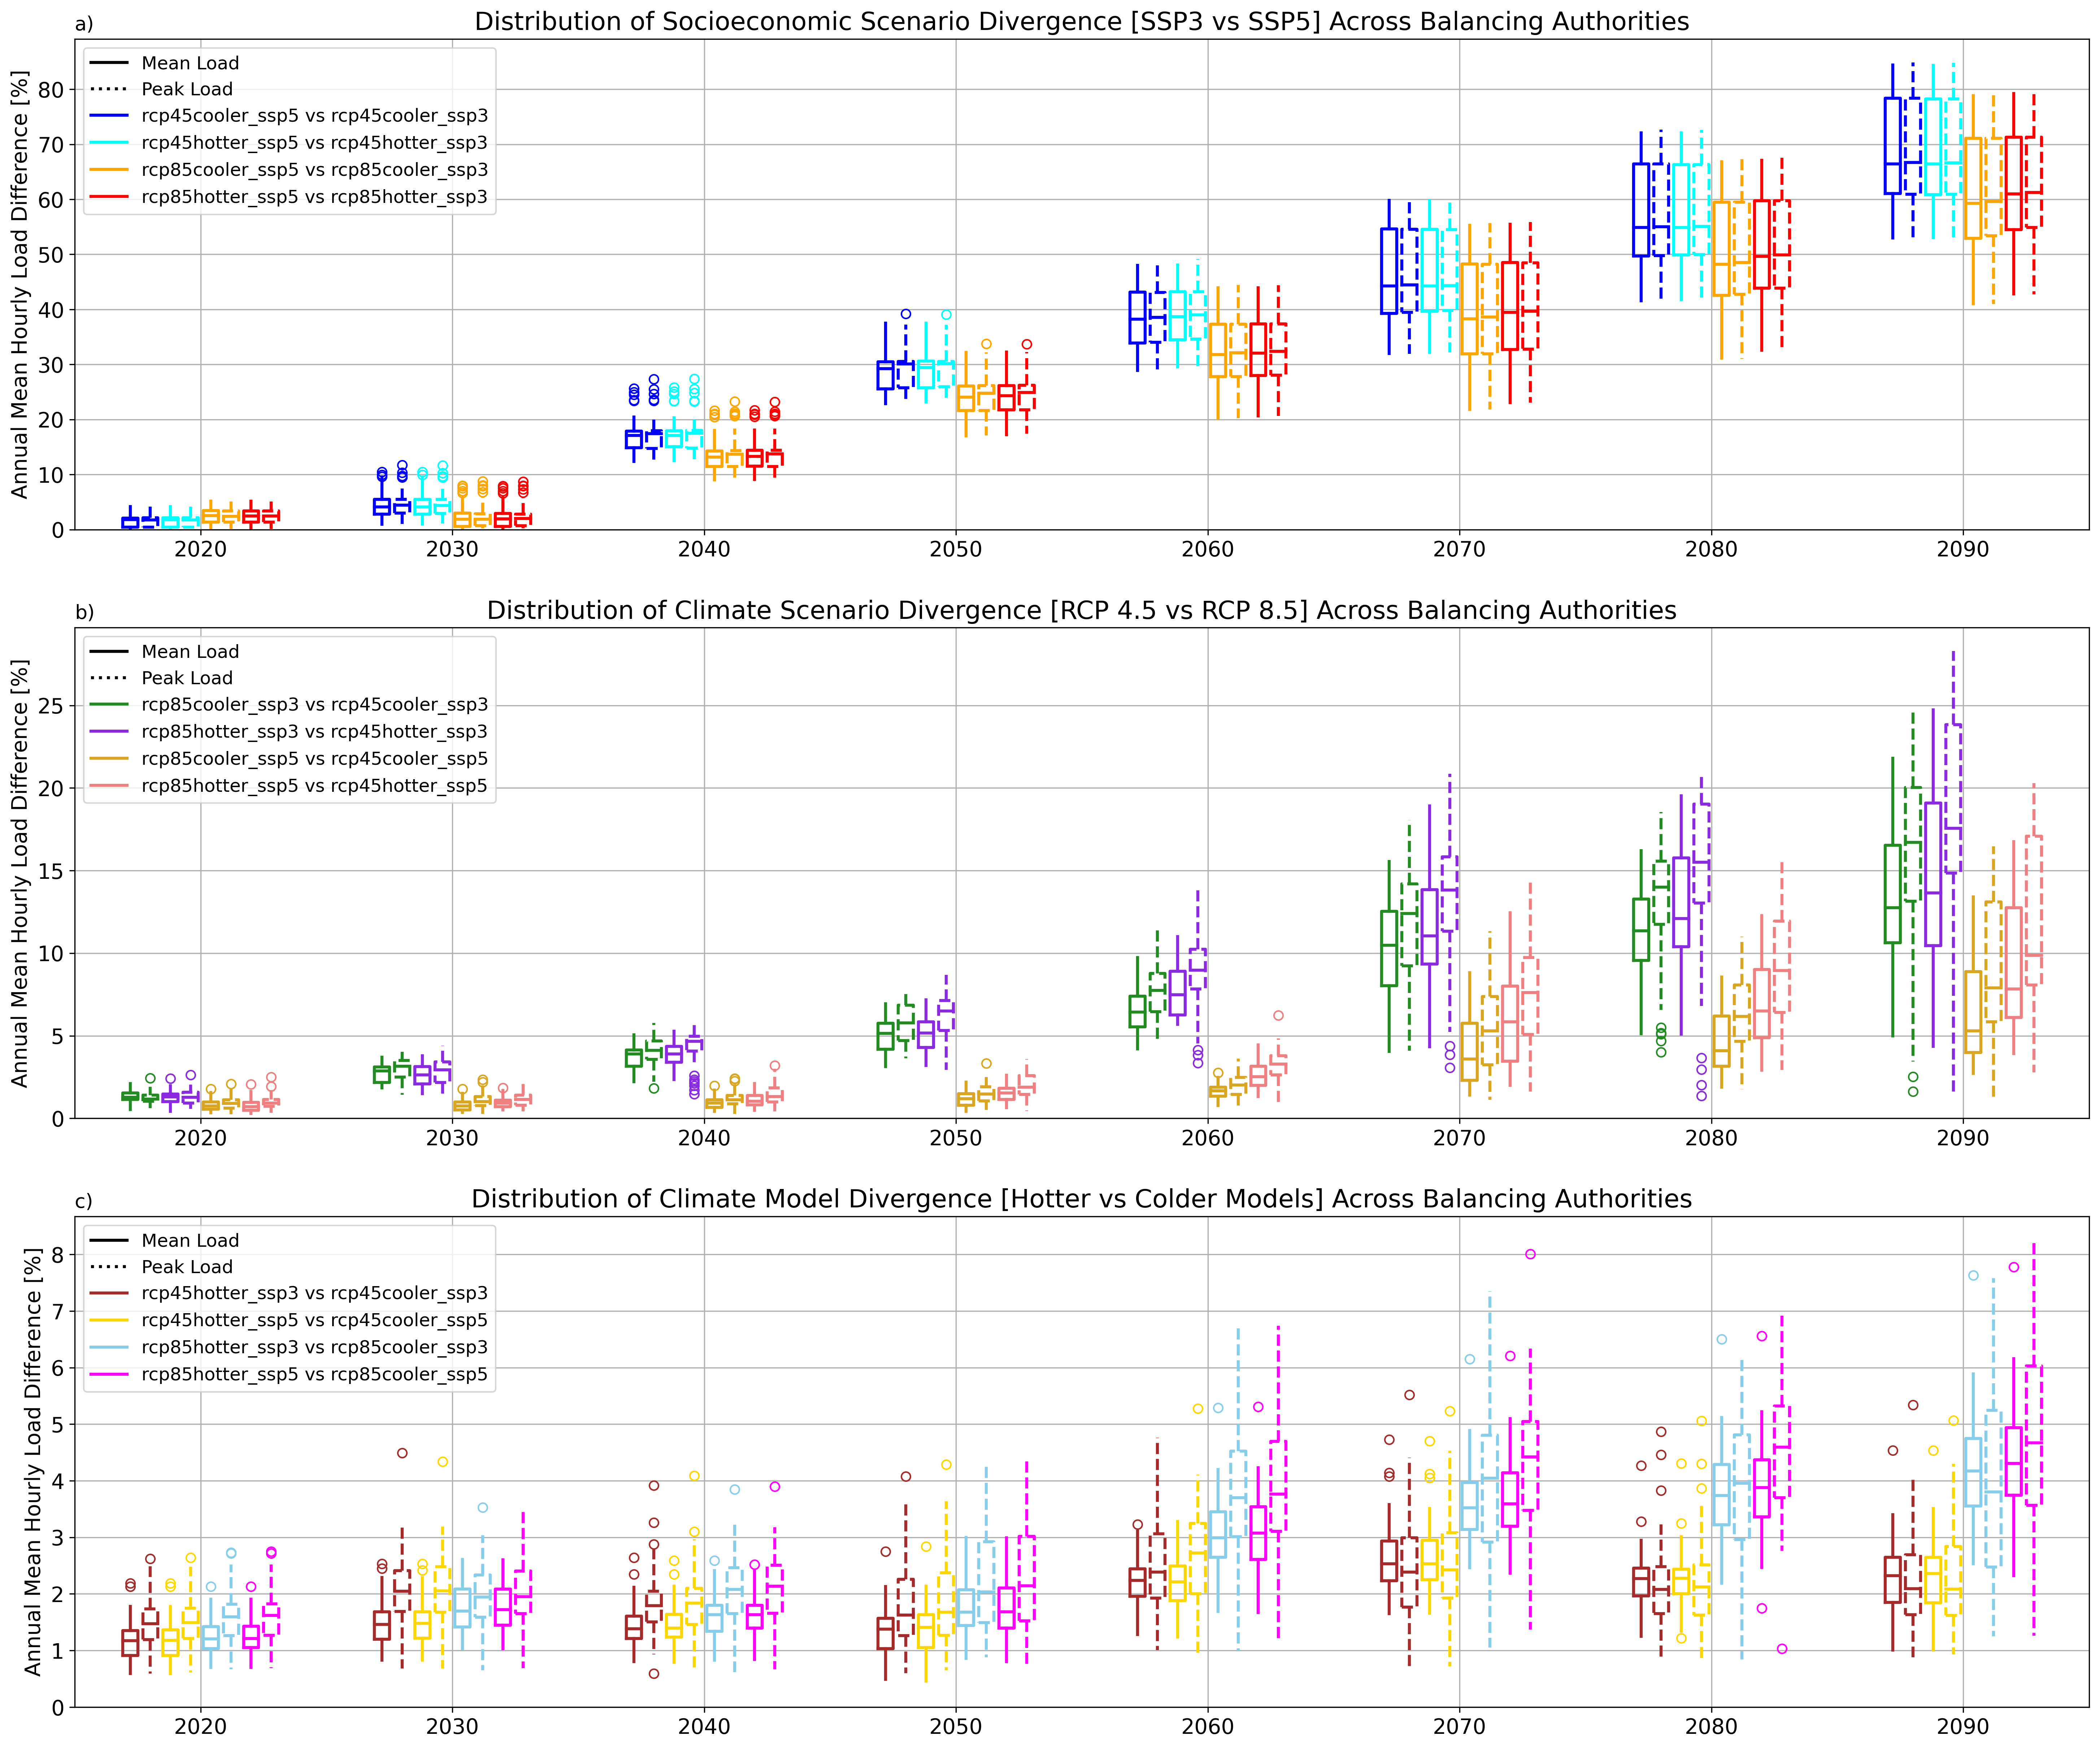 a)
Distribution of Socioeconomic Scenario Divergence [SSP3 vs SSP5] Across Balancing Authorities
Annual Mean Hourly Load Difference [%]
80
70
60
50
40
30
20
10
0
Mean Load
Peak Load
rcp45cooler_ssp5 vs rcp45cooler_ssp3
rcp45hotter_ssp5 vs rcp45hotter_ssp3
rcp85cooler_ssp5 vs rcp85cooler_ssp3
rcp85hotter_ssp5 vs rcp85hotter_ssp3
2020 2030 2040 2050 2060 2070 2080 2090
b)
Distribution of Climate Scenario Divergence [RCP 4.5 vs RCP 8.5] Across Balancing Authorities
Annual Mean Hourly Load Difference [%]
25
20
15
10
5
0
Mean Load
Peak Load
rcp85cooler_ssp3 vs rcp45cooler_ssp3
rcp85hotter_ssp3 vs rcp45hotter_ssp3
rcp85cooler_ssp5 vs rcp45cooler_ssp5
rcp85hotter_ssp5 vs rcp45hotter_ssp5
2020 2030 2040 2050 2060 2070 2080 2090
c)
Distribution of Climate Model Divergence [Hotter vs Colder Models] Across Balancing Authorities
Annual Mean Hourly Load Difference [%]
8
7
6
5
4
3
2
1
0
Mean Load
Peak Load
rcp45hotter_ssp3 vs rcp45cooler_ssp3
rcp45hotter_ssp5 vs rcp45cooler_ssp5
rcp85hotter_ssp3 vs rcp85cooler_ssp3
rcp85hotter_ssp5 vs rcp85cooler_ssp5
2020 2030 2040 2050 2060 2070 2080 2090